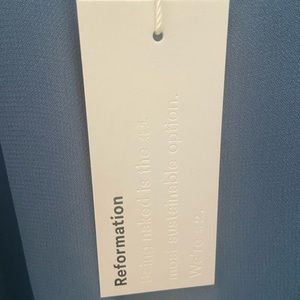 Reformation
Being naked is the #1
most sustainable option.
We're #2.